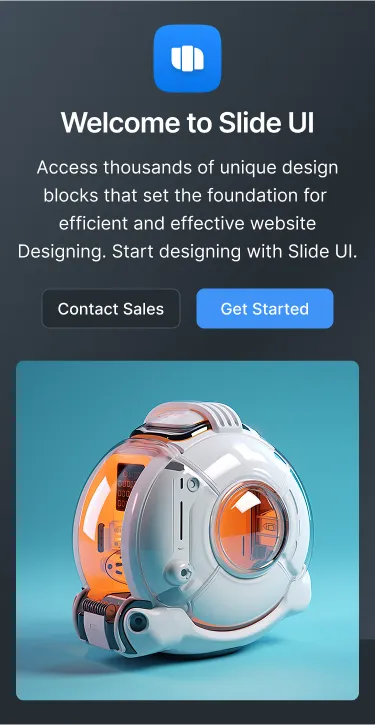 Welcome to Slide UI
Access thousands of unique design
blocks that set the foundation for
efficient and effective website
Designing. Start designing with Slide UI.
Contact Sales
Get Started